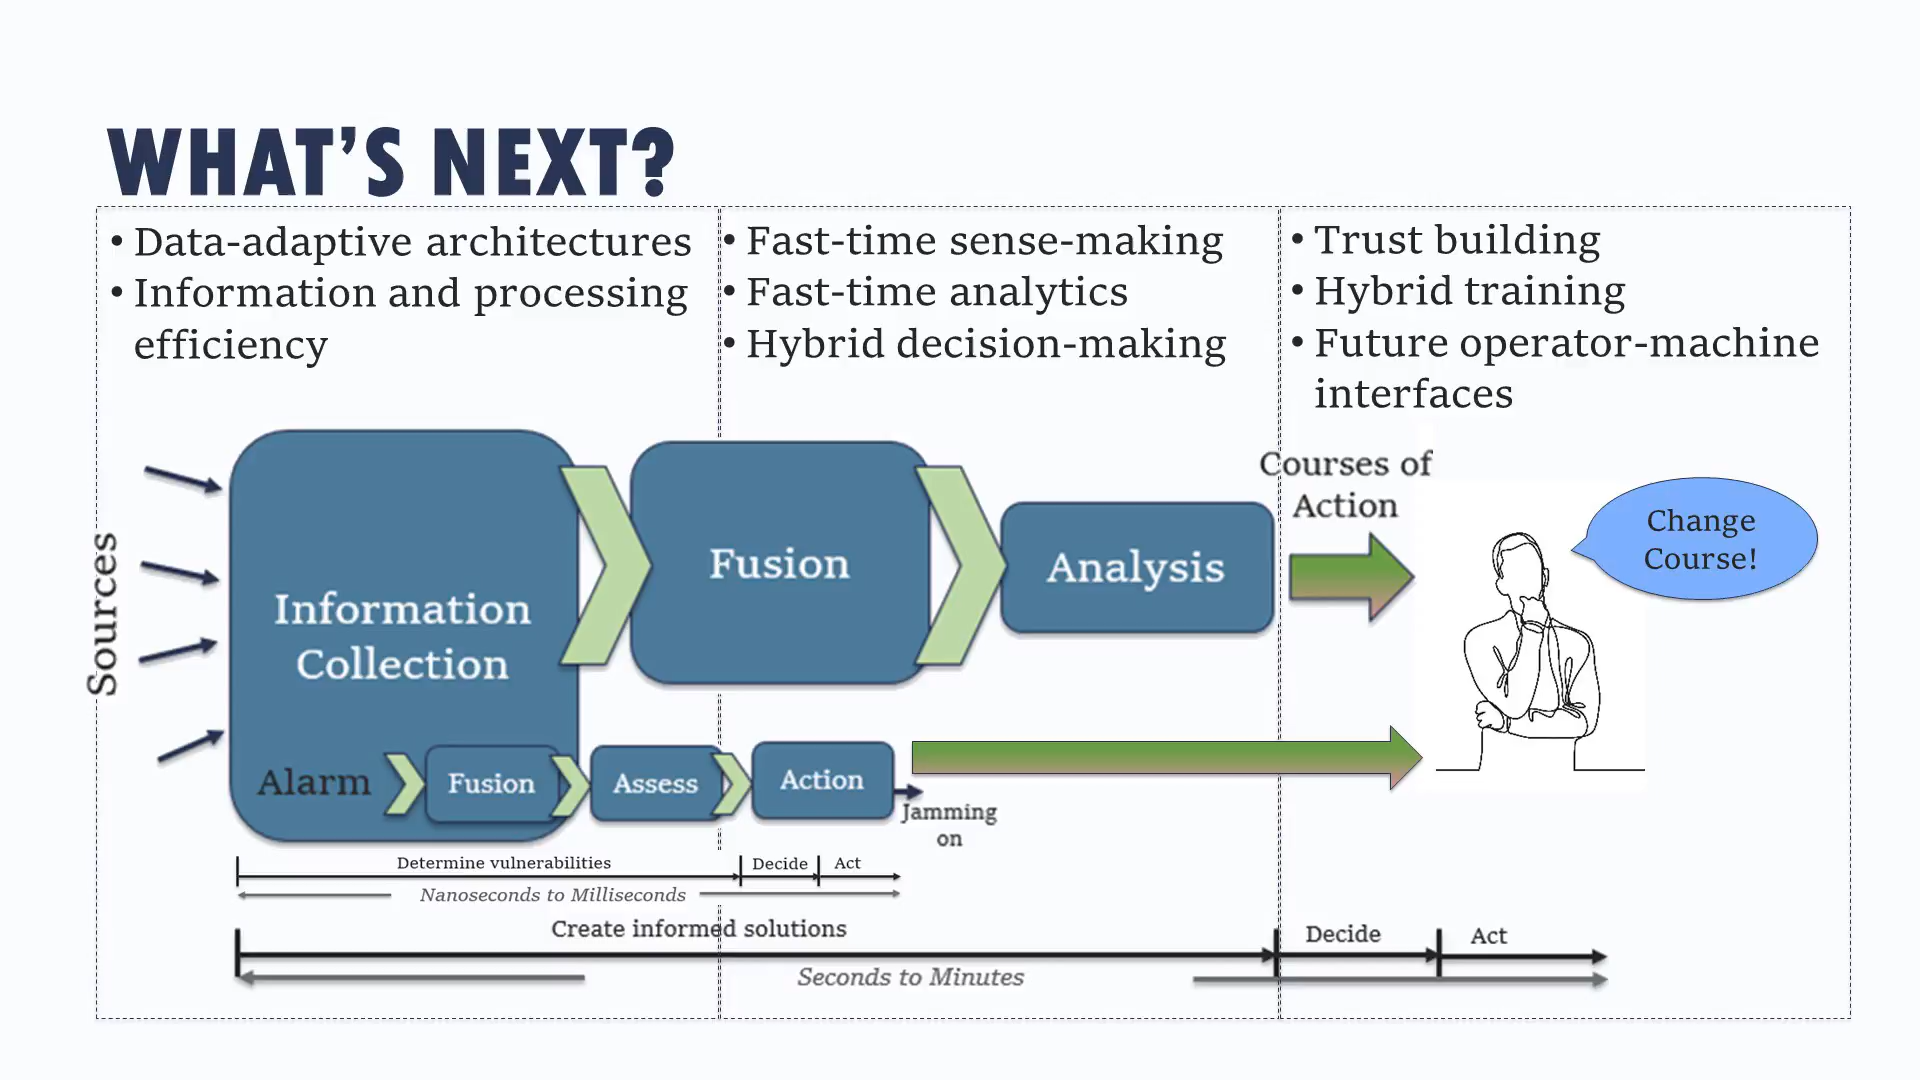 WHAT'S NEXT?
• Data-adaptive architectures
• Information and processing
efficiency
• Fast-time sense-making
• Fast-time analytics
• Hybrid decision-making
• Trust building
• Hybrid training
• Future operator-machine
interfaces
Sources
Information
Collection
Fusion
Analysis
Courses of
Action
Change
Course!
Alarm
Fusion
Assess
Action
Jamming
on
Determine vulnerabilities
Decide
Act
Nanoseconds to Milliseconds
Create informed solutions
Decide
Act
Seconds to Minutes